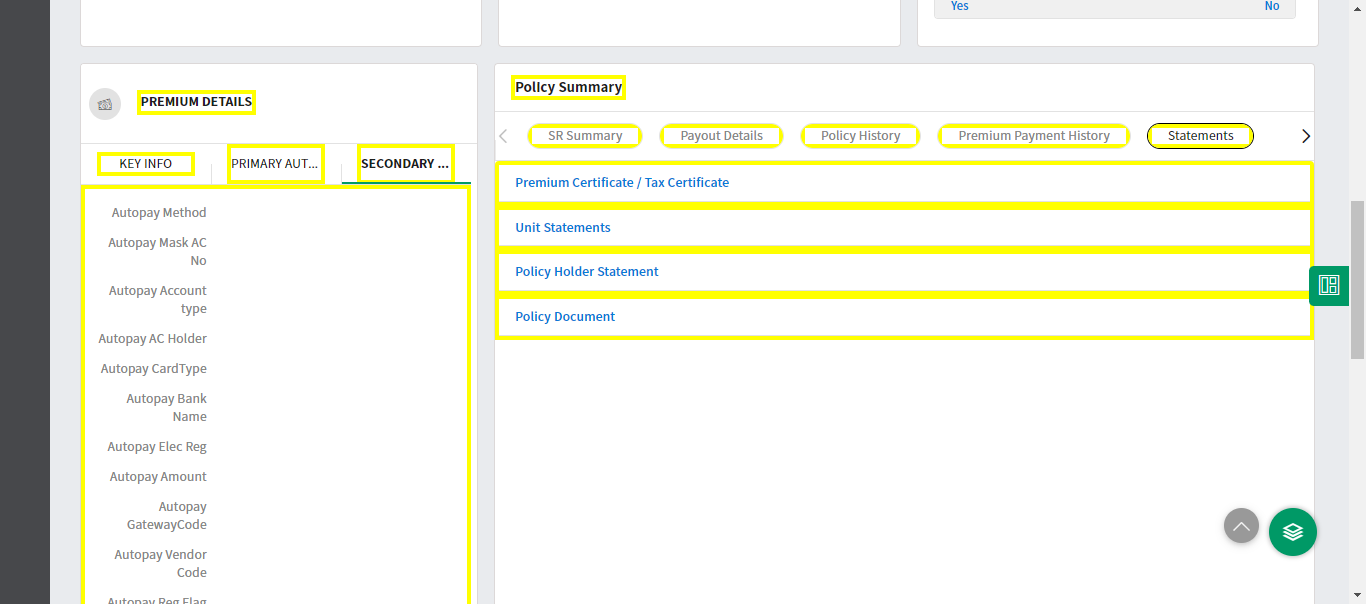 Yes No
PREMIUM DETAILS
KEY INFO PRIMARY AUT... SECONDARY ...
Autopay Method
Autopay Mask AC
No
Autopay Account
type
Autopay AC Holder
Autopay CardType
Autopay Bank
Name
Autopay Elec Reg
Autopay Amount
Autopay
GatewayCode
Autopay Vendor
Code
Autopay Reg Flag
Policy Summary
SR Summary Payout Details Policy History Premium Payment History Statements
Premium Certificate / Tax Certificate
Unit Statements
Policy Holder Statement
Policy Document